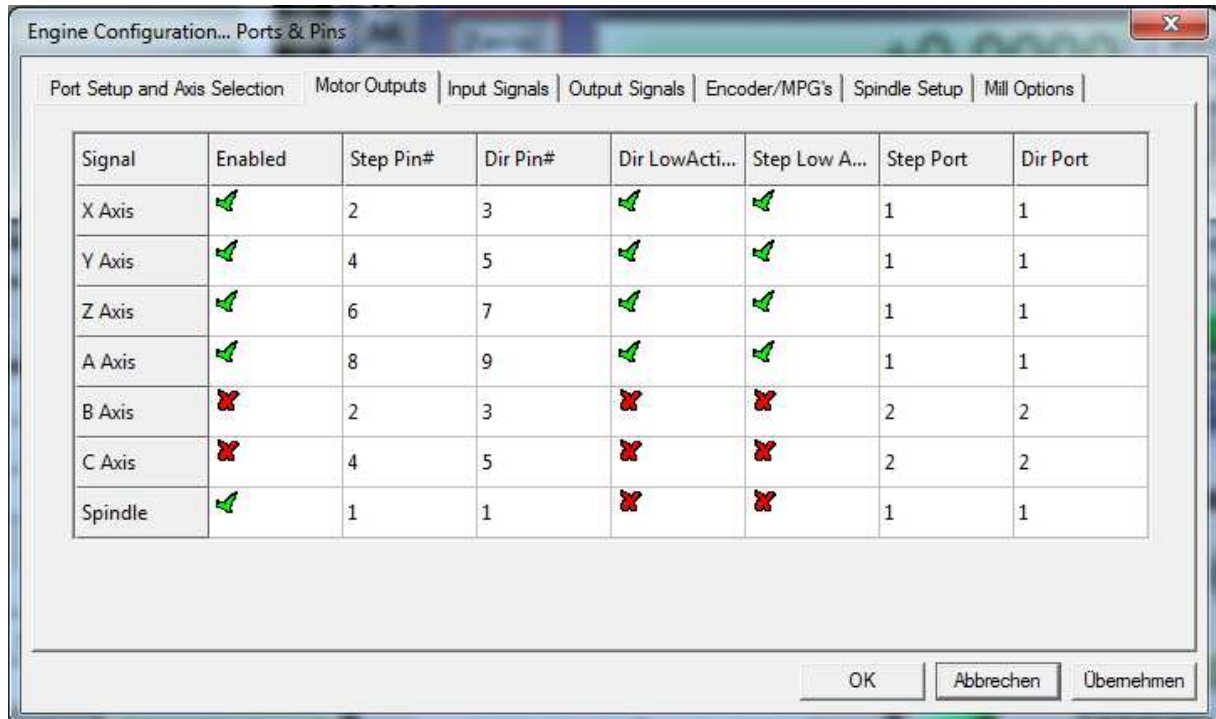 Engine Configuration... Ports & Pins
Port Setup and Axis Selection Motor Outputs Input Signals Output Signals Encoder/MPG's Spindle Setup Mill Options
Signal Enabled Step Pin# Dir Pin# Dir LowActi... Step Low A... Step Port Dir Port
X Axis 2 3 1 1
Y Axis 4 5 1 1
Z Axis 6 7 1 1
A Axis 8 9 1 1
B Axis 2 3 2 2
C Axis 4 5 2 2
Spindle 1 1 1 1
OK Abbrechen Übernehmen